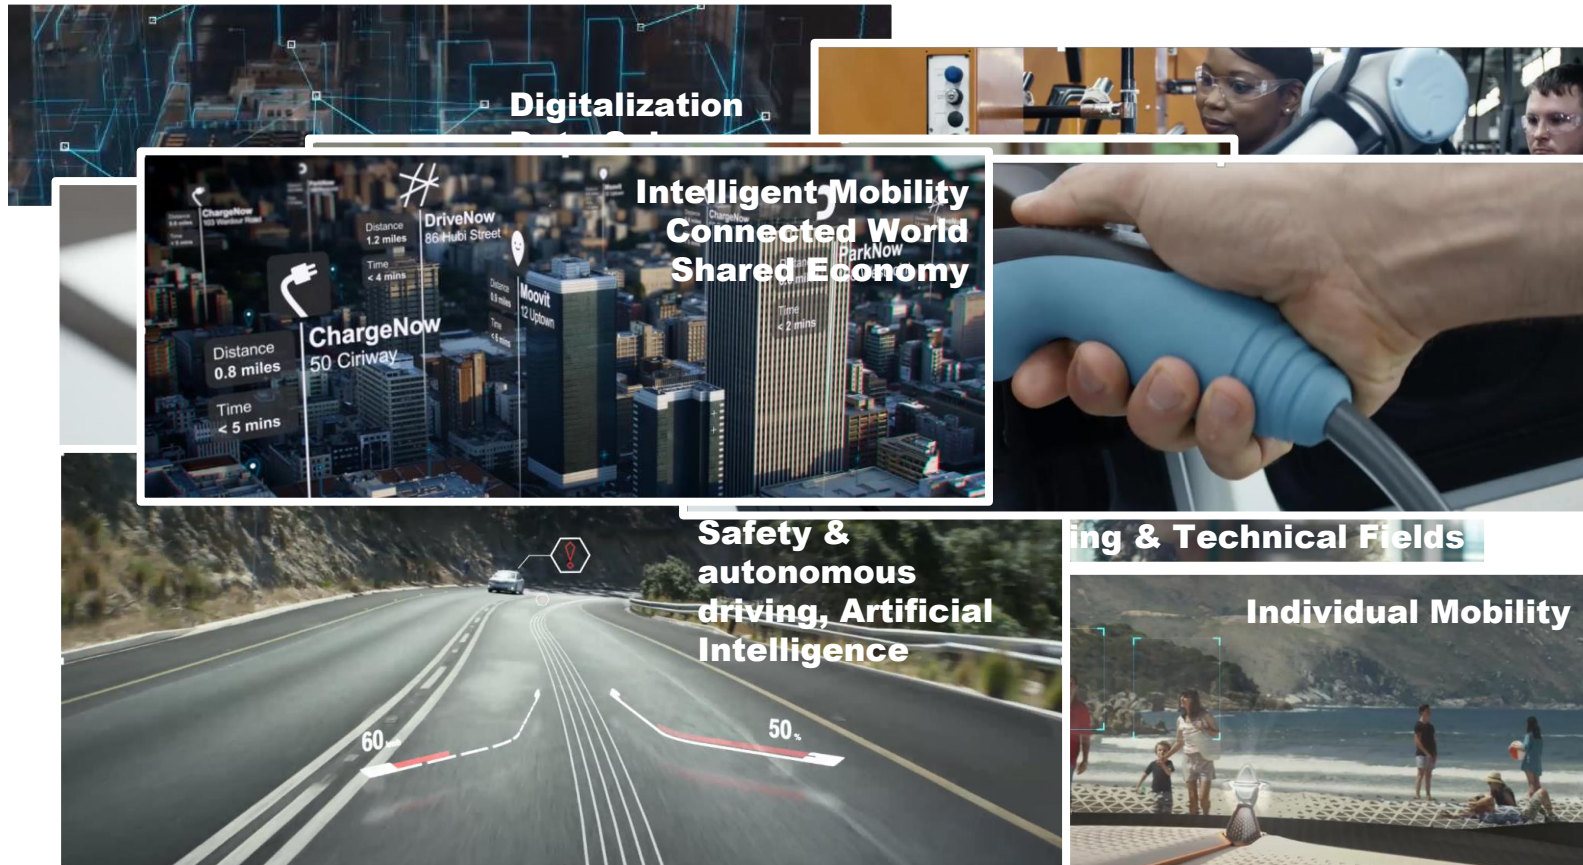 Digitalization
Intelligent Mobility
Connected World
Shared Economy
ChargeNow
Distance
1.2 miles
Time
< 4 mins
DriveNow
86 Hubi Street
ParkNow
Time
< 2 mins
Moovit
12 Uptown
ChargeNow
50 Ciriway
Distance
0.8 miles
Time
< 5 mins
Safety &
autonomous
driving, Artificial
Intelligence
60
50 %
ing & Technical Fields
Individual Mobility